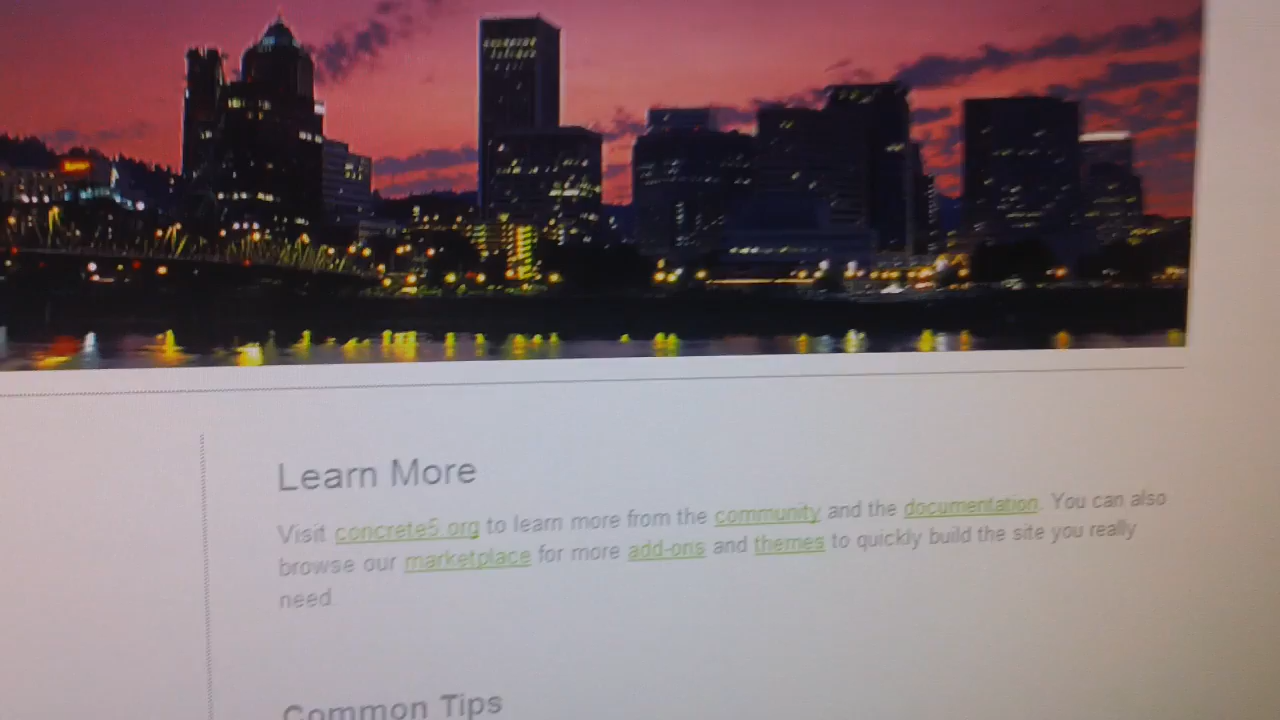 Learn More
Visit concrete5.org to learn more from the community and the documentation. You can also
browse our marketplace for more add-ons and themes to quickly build the site you really
need.
Common Tips